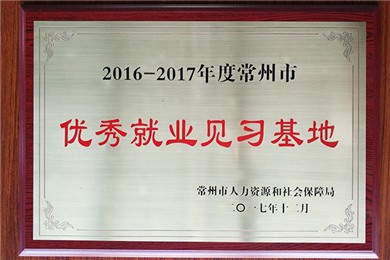 2016-2017年度常州市
优秀就业见习基地
常州市人力资源和社会保障局
二〇一七年十二月